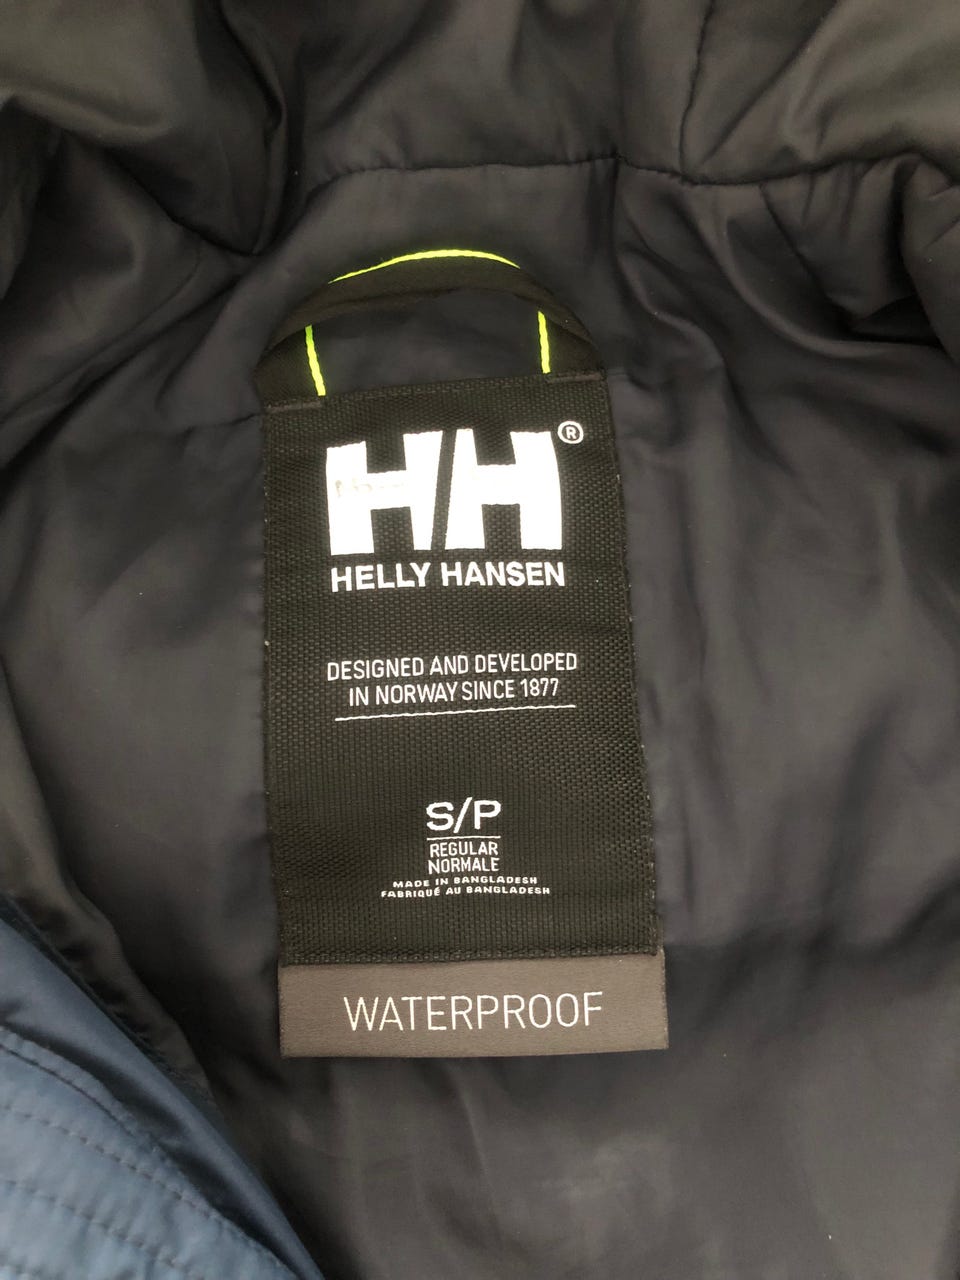 HH®
HELLY HANSEN
DESIGNED AND DEVELOPED
IN NORWAY SINCE 1877
S/P
REGULAR
NORMALE
MADE IN BANGLADESH
FABRIQUÉ AU BANGLADESH
WATERPROOF